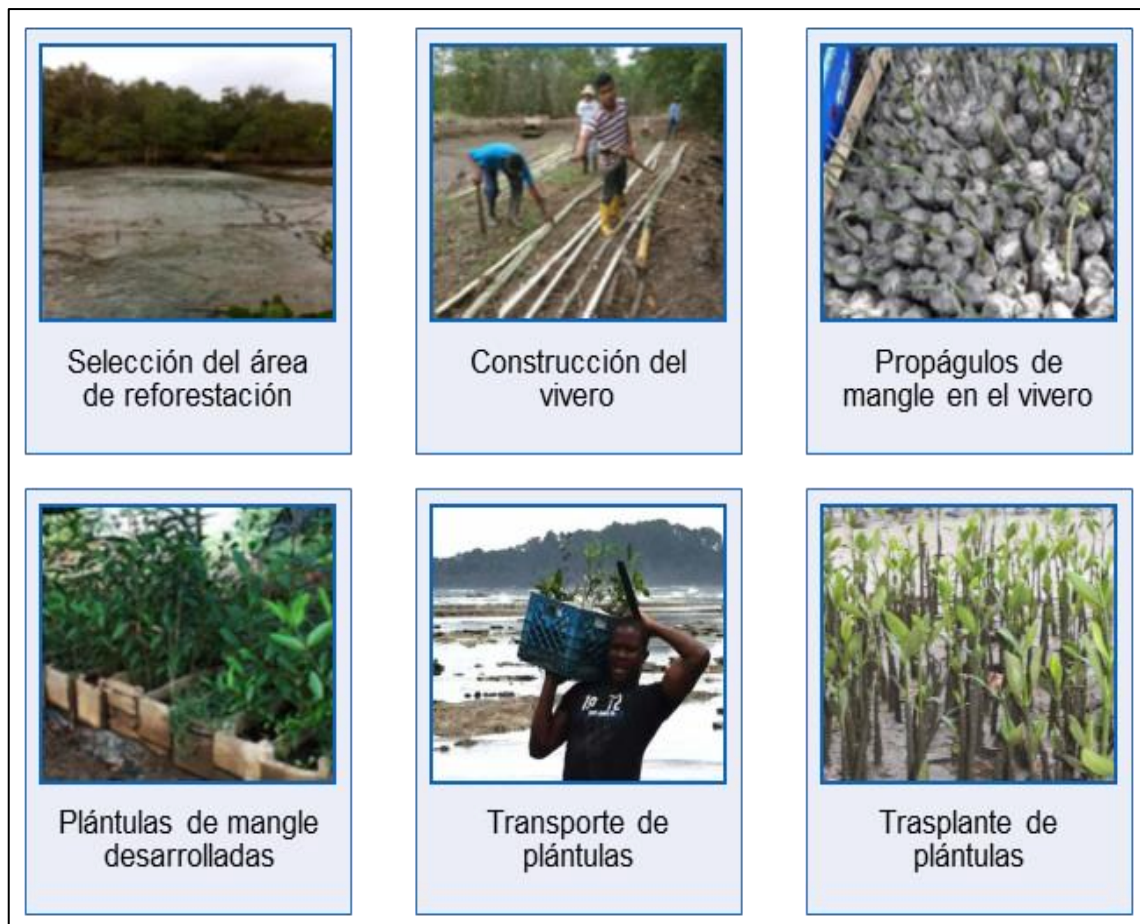 Selección del área
de reforestación
Construcción del
vivero
Propágulos de
mangle en el vivero
Plántulas de mangle
desarrolladas
Transporte de
plántulas
Trasplante de
plántulas